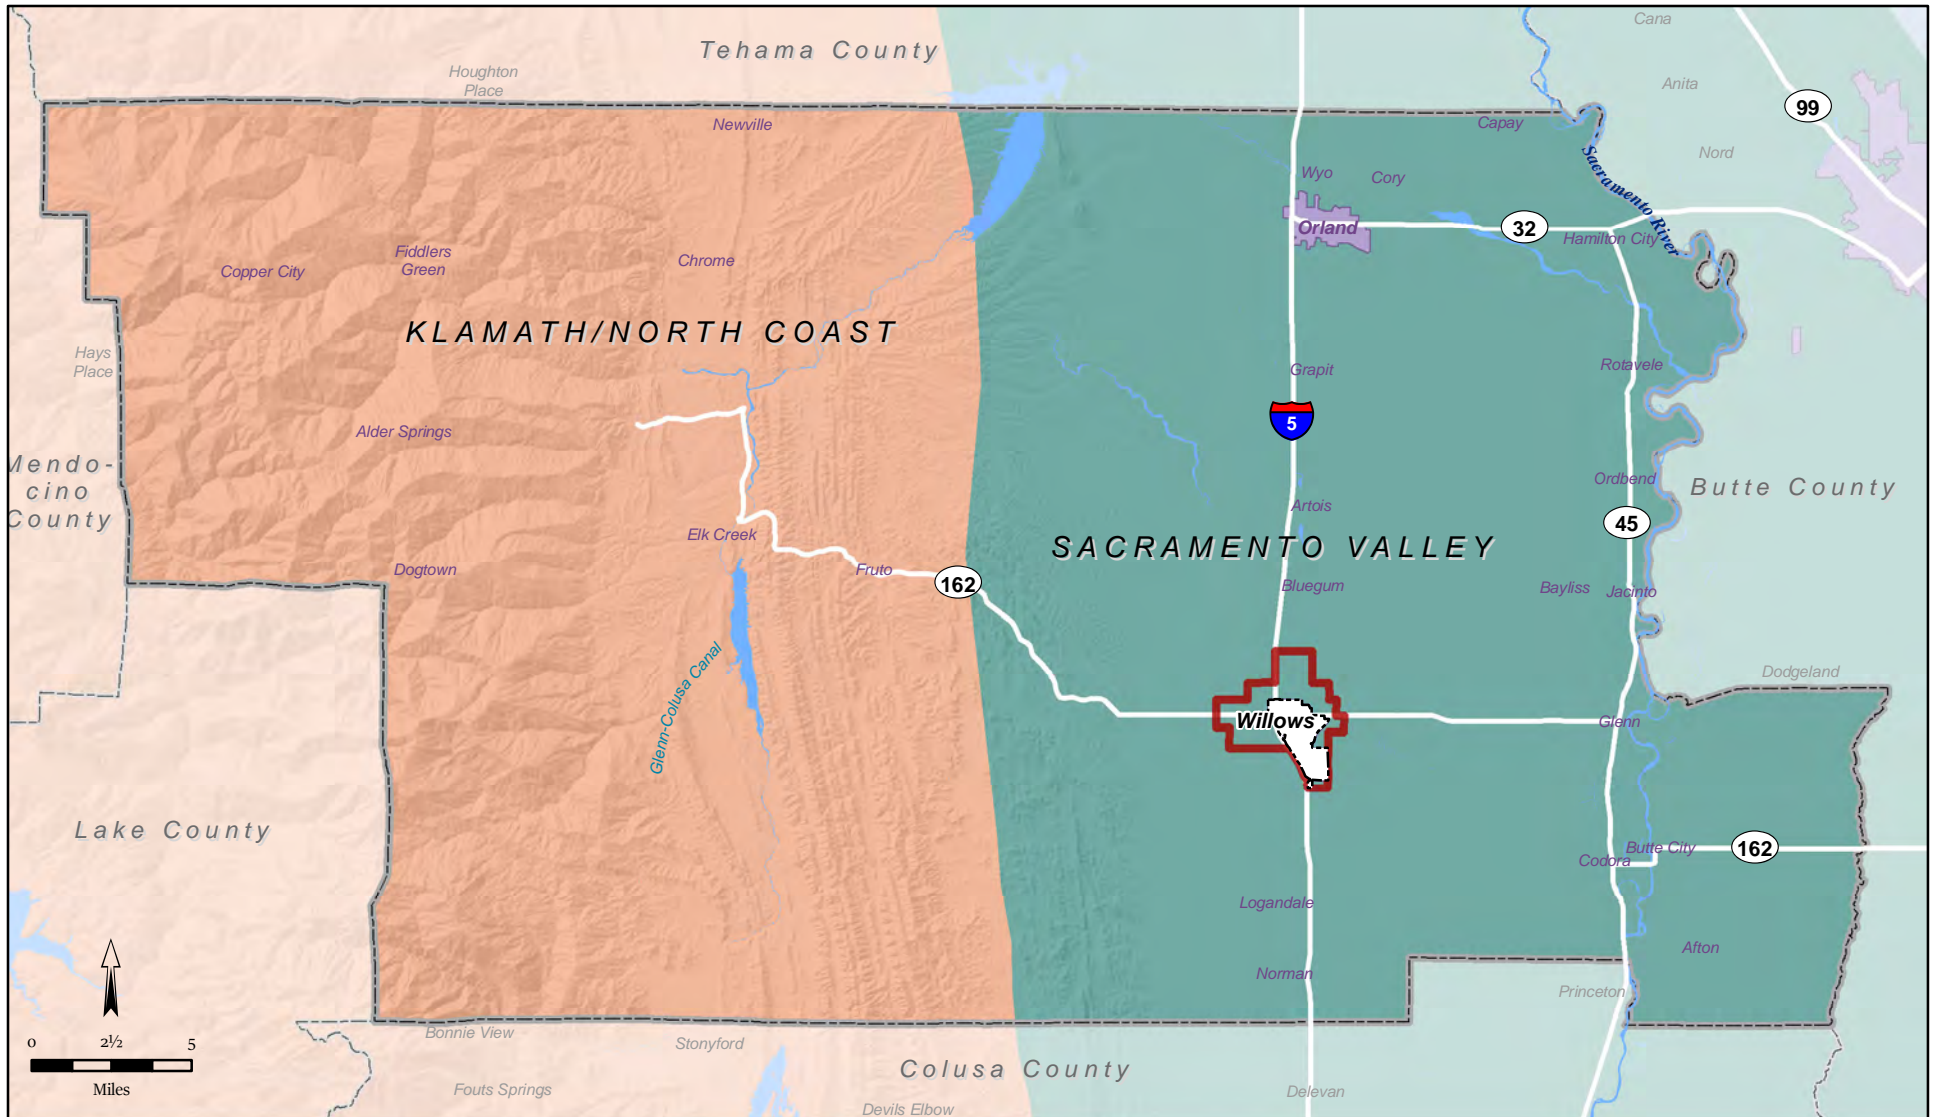 Cana
Tehama County
Houghton
Place
Anita
99
Newville
Capay
Nord
Sacramento River
Wyo
Cory
Orland
32
Hamilton City
Fiddlers
Green
Copper City
Chrome
KLAMATH/NORTH COAST
Hays
Place
Grapit
Rotavele
5
Alder Springs
Mendo-
cino
County
Ordbend
Butte County
Artois
45
Elk Creek
SACRAMENTO VALLEY
Dogtown
Fruto
162
Bluegum
Bayliss
Jacinto
Glenn-Colusa Canal
Dodgeland
Willows
Glenn
Lake County
Butte City
162
Codora
Logandale
Afton
Norman
Princeton
0 2½ 5
Miles
Bonnie View
Stonyford
Colusa County
Fouts Springs
Delevan
Devils Elbow